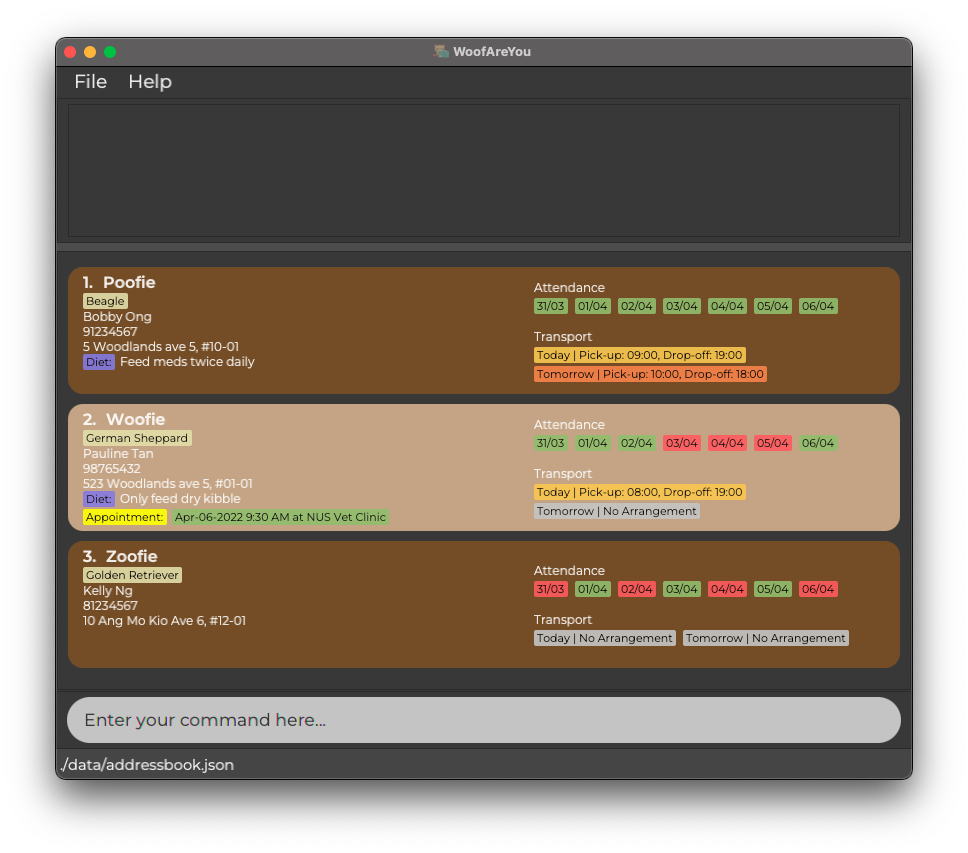 WoofAreYou
File Help
1. Poofie
Beagle
Bobby Ong
91234567
5 Woodlands ave 5, #10-01
Diet: Feed meds twice daily
Attendance
31/03 01/04 02/04 03/04 04/04 05/04 06/04
Transport
Today | Pick-up: 09:00, Drop-off: 19:00
Tomorrow | Pick-up: 10:00, Drop-off: 18:00
2. Woofie
German Sheppard
Pauline Tan
98765432
523 Woodlands ave 5, #01-01
Diet: Only feed dry kibble
Appointment: Apr-06-2022 9:30 AM at NUS Vet Clinic
Attendance
31/03 01/04 02/04 03/04 04/04 05/04 06/04
Transport
Today | Pick-up: 08:00, Drop-off: 19:00
Tomorrow | No Arrangement
3. Zoofie
Golden Retriever
Kelly Ng
81234567
10 Ang Mo Kio Ave 6, #12-01
Attendance
31/03 01/04 02/04 03/04 04/04 05/04 06/04
Transport
Today | No Arrangement Tomorrow | No Arrangement
Enter your command here...
./data/addressbook.json